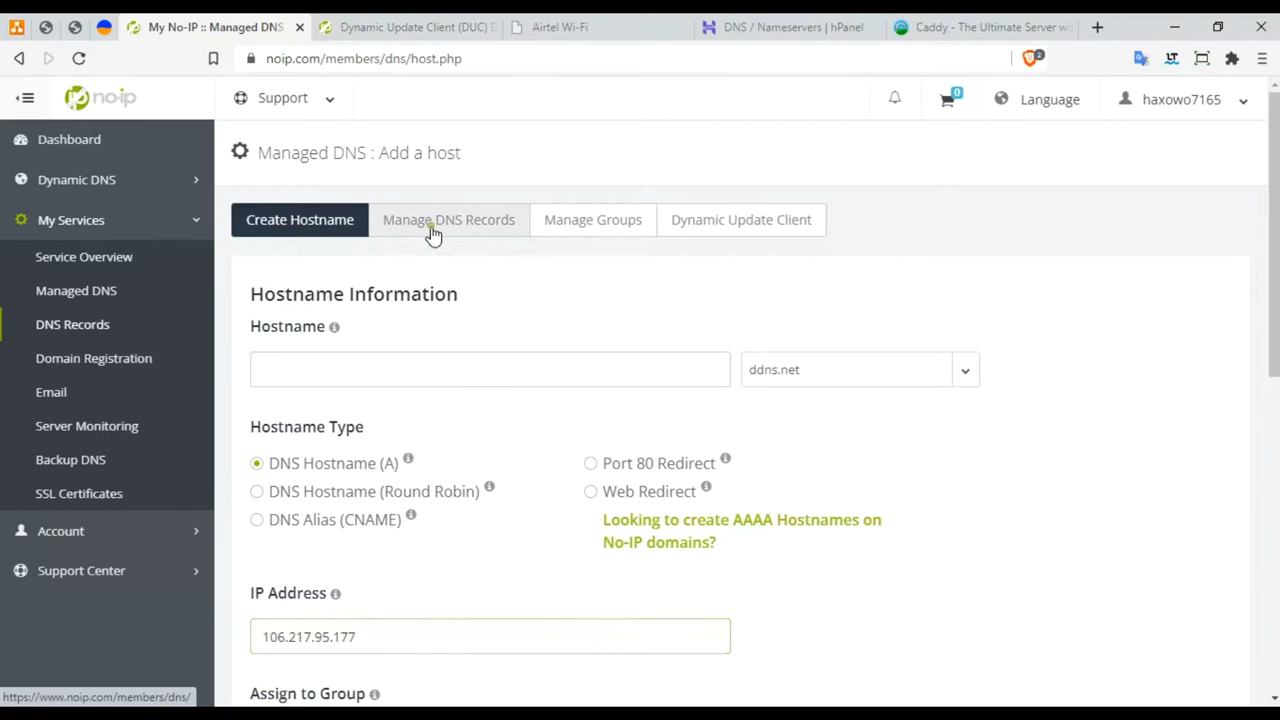 My No-IP :: Managed DNS
Dynamic Update Client (DUC) D
Airtel Wi-Fi
DNS / Nameservers | hPanel
Caddy - The Ultimate Server wi
noip.com/members/dns/host.php
2
no-ip
Support
0
Language
haxowo7165
Dashboard
Dynamic DNS
My Services
Service Overview
Managed DNS
DNS Records
Domain Registration
Email
Server Monitoring
Backup DNS
SSL Certificates
Account
Support Center
Managed DNS : Add a host
Create Hostname
Manage DNS Records
Manage Groups
Dynamic Update Client
Hostname Information
Hostname
ddns.net
Hostname Type
DNS Hostname (A)
DNS Hostname (Round Robin)
DNS Alias (CNAME)
Port 80 Redirect
Web Redirect
Looking to create AAAA Hostnames on
No-IP domains?
IP Address
106.217.95.177
Assign to Group
https://www.noip.com/members/dns/